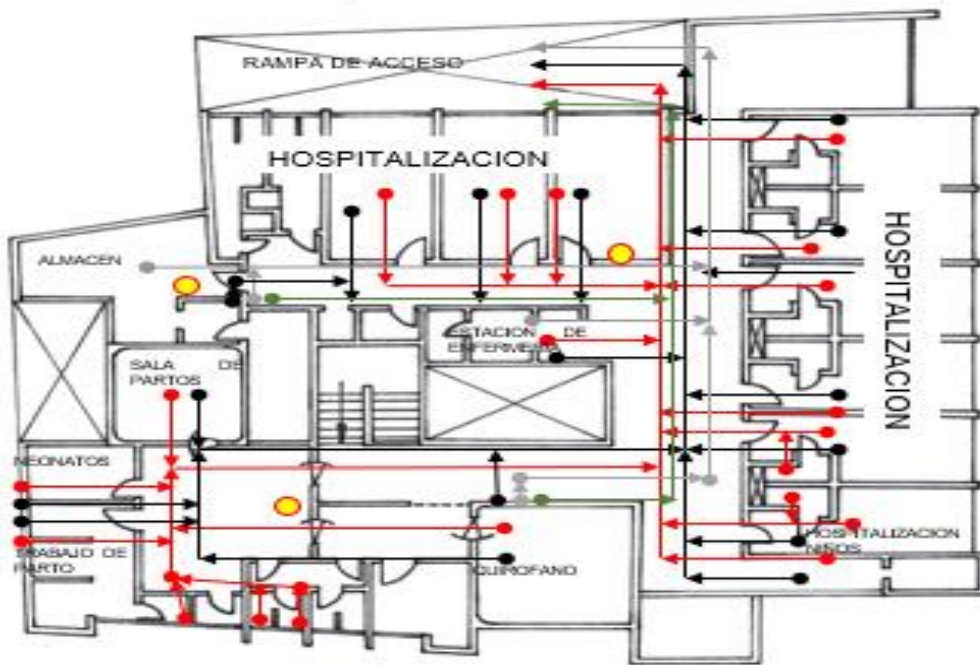 RAMPA DE ACCESO
HOSPITALIZACION
HOSPITALIZACION
ALMACEN
ESTACION DE
ENFERMERIA
SALA DE
PARTOS
NEONATOS
TRABAJO DE
PARTO
QUIROFANO
HOSPITALIZACION
NIÑOS